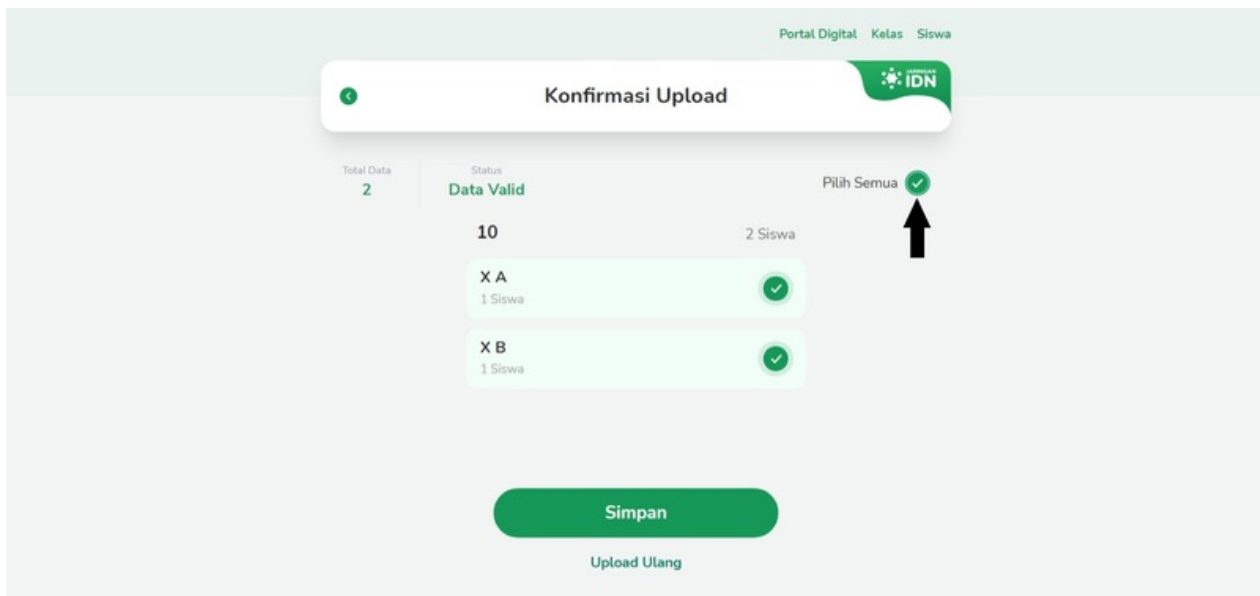 Portal Digital Kelas Siswa
Konfirmasi Upload
JARINGAN
IDN
Total Data
2
Status
Data Valid
Pilih Semua
10
2 Siswa
X A
1 Siswa
X B
1 Siswa
Simpan
Upload Ulang